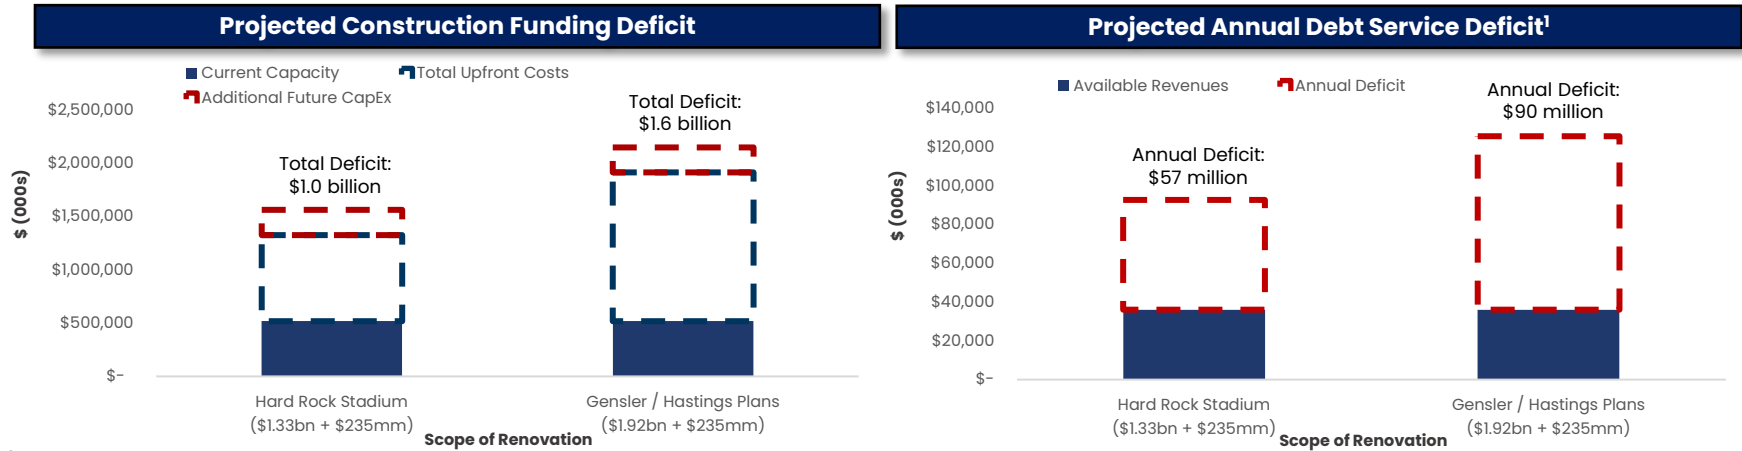 Projected Construction Funding Deficit
Current Capacity
Total Upfront Costs
Additional Future CapEx
$ (000s)
$2,500,000
$2,000,000
$1,500,000
$1,000,000
$500,000
$-
Total Deficit:
$1.0 billion
Total Deficit:
$1.6 billion
Hard Rock Stadium
($1.33bn + $235mm)
Gensler / Hastings Plans
($1.92bn + $235mm)
Scope of Renovation
Projected Annual Debt Service Deficit¹
Available Revenues
Annual Deficit
$ (000s)
$140,000
$120,000
$100,000
$80,000
$60,000
$40,000
$20,000
$-
Annual Deficit:
$57 million
Annual Deficit:
$90 million
Hard Rock Stadium
($1.33bn + $235mm)
Gensler / Hastings Plans
($1.92bn + $235mm)
Scope of Renovation